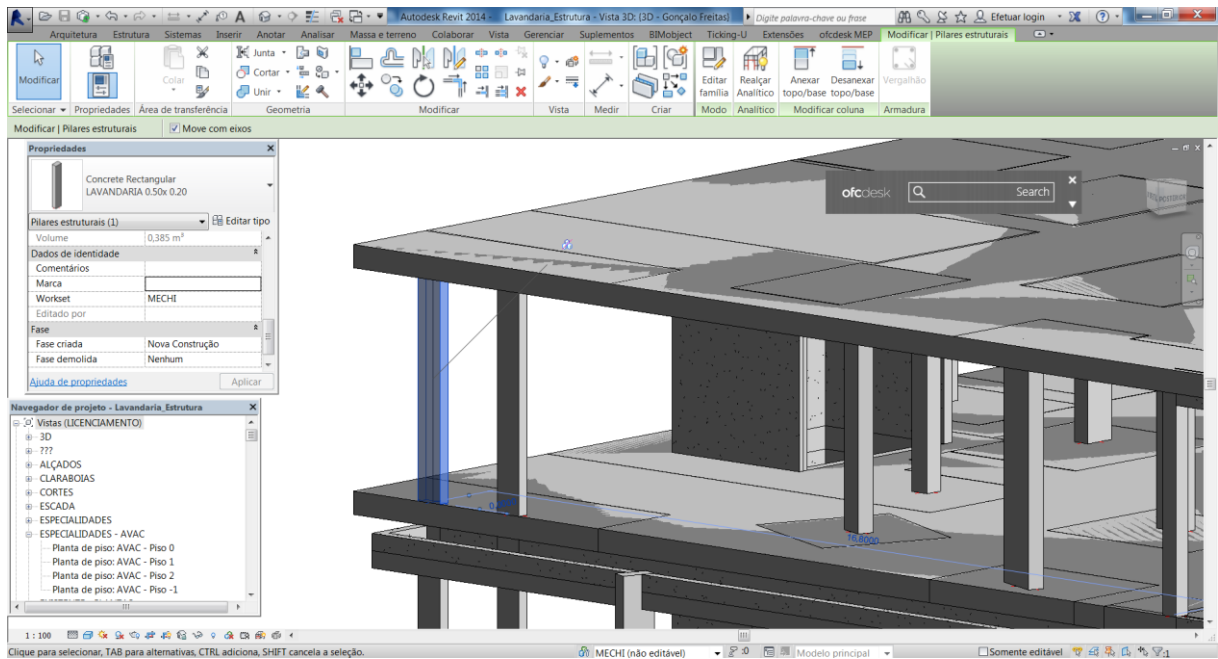 Autodesk Revit 2014 - Lavandaria_Estrutura - Vista 3D: (3D - Gonçalo Freitas)
Digite palavra-chave ou frase
Efetuar login
Arquitetura Estrutura Sistemas Inserir Anotar Analisar Massa e terreno Colaborar Vista Gerenciar Suplementos BIMobject Ticking-U Extensões ofcdesk MEP Modificar | Pilares estruturais
Modificar
Colar
Junta
Cortar
Unir
Editar família
Realçar Analítico
Anexar topo/base
Desanexar topo/base
Vergalhão
Selecionar Propriedades Área de transferência Geometria Modificar Vista Medir Criar Modo Analítico Modificar coluna Armadura
Modificar | Pilares estruturais Move com eixos
Propriedades
Concrete Rectangular
LAVANDARIA 0.50x 0.20
Pilares estruturais (1) Editar tipo
Volume 0,385 m³
Dados de identidade
Comentários
Marca
Workset MECHI
Editado por
Fase
Fase criada Nova Construção
Fase demolida Nenhum
Ajuda de propriedades Aplicar
ofcdesk Search
Navegador de projeto - Lavandaria_Estrutura
Vistas (LICENCIAMENTO)
3D
???
ALÇADOS
CLARABOIAS
CORTES
ESCADA
ESPECIALIDADES
ESPECIALIDADES - AVAC
Planta de piso: AVAC - Piso 0
Planta de piso: AVAC - Piso 1
Planta de piso: AVAC - Piso 2
Planta de piso: AVAC - Piso -1
16.8000
1 : 100
Clique para selecionar, TAB para alternativas, CTRL adiciona, SHIFT cancela a seleção.
MECHI (não editável) :0 Modelo principal Somente editável :1